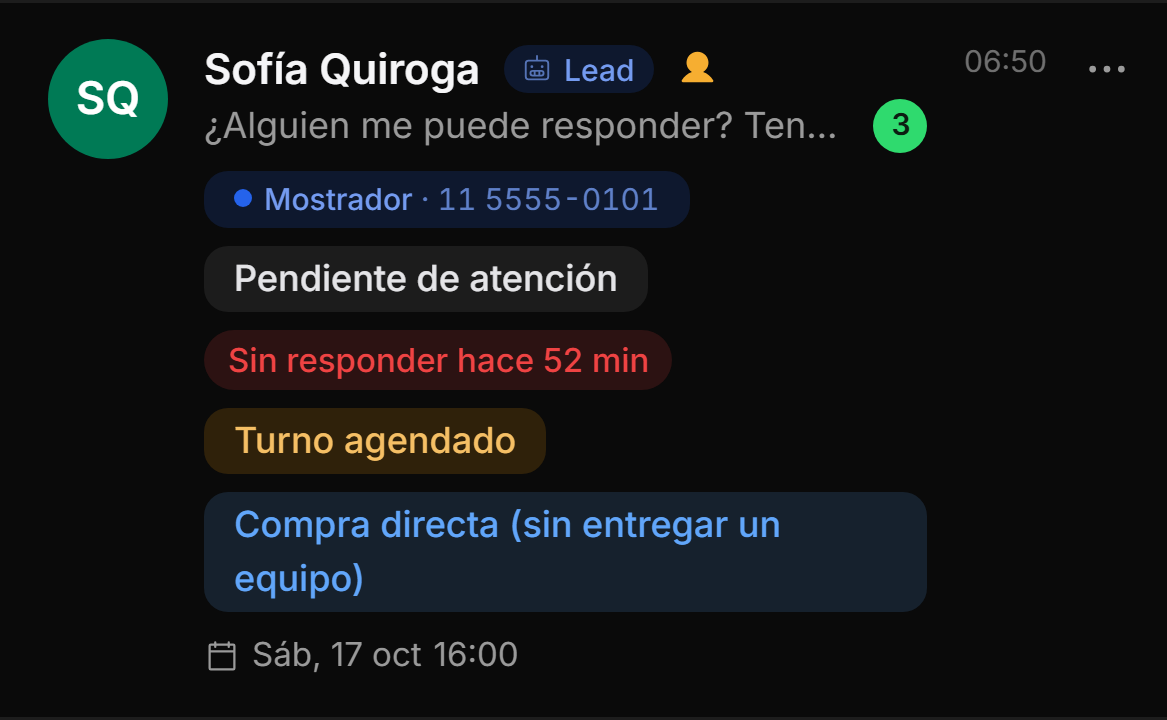 SQ
Sofía Quiroga Lead 06:50
¿Alguien me puede responder? Ten... 3
Mostrador · 11 5555-0101
Pendiente de atención
Sin responder hace 52 min
Turno agendado
Compra directa (sin entregar un
equipo)
Sáb, 17 oct 16:00